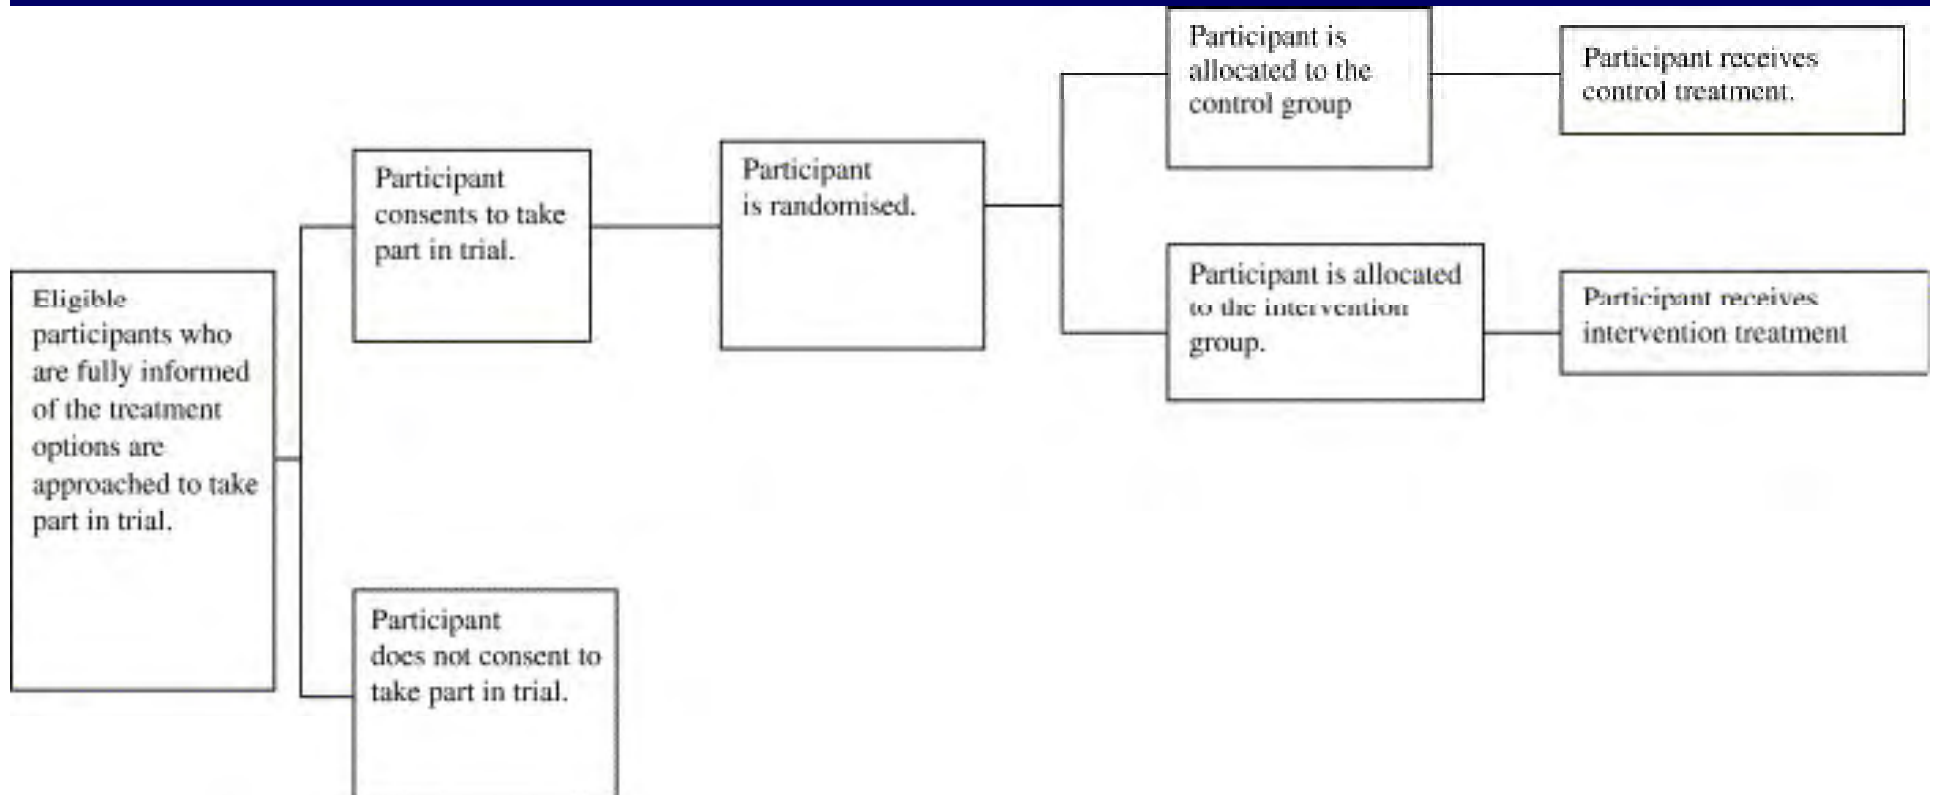 Eligible
participants who
are fully informed
of the treatment
options are
approached to take
part in trial.
Participant
consents to take
part in trial.
Participant
does not consent to
take part in trial.
Participant
is randomised.
Participant is
allocated to the
control group
Participant is allocated
to the intervention
group.
Participant receives
control treatment.
Participant receives
intervention treatment